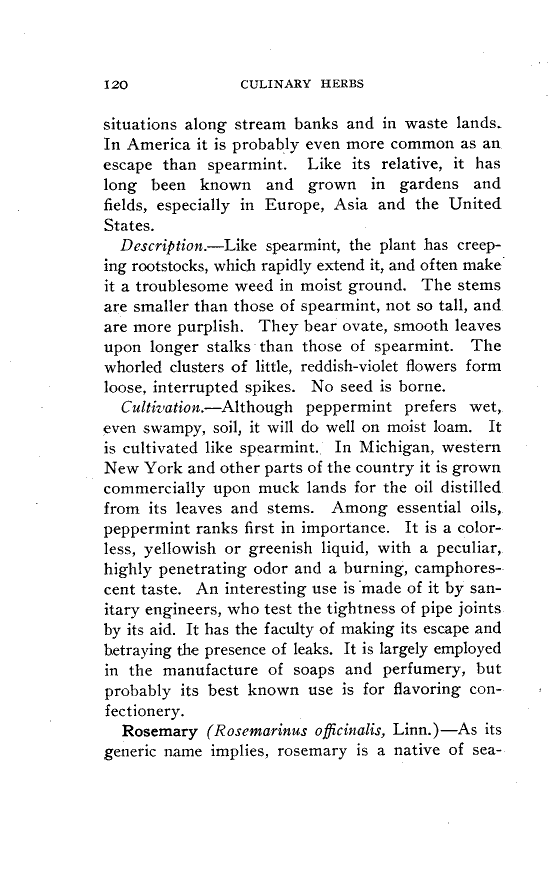 120 CULINARY HERBS
situations along stream banks and in waste lands.
In America it is probably even more common as an
escape than spearmint. Like its relative, it has
long been known and grown in gardens and
fields, especially in Europe, Asia and the United
States.
Description.—Like spearmint, the plant has creep-
ing rootstocks, which rapidly extend it, and often make
it a troublesome weed in moist ground. The stems
are smaller than those of spearmint, not so tall, and
are more purplish. They bear ovate, smooth leaves
upon longer stalks than those of spearmint. The
whorled clusters of little, reddish-violet flowers form
loose, interrupted spikes. No seed is borne.
Cultivation.—Although peppermint prefers wet,
even swampy, soil, it will do well on moist loam. It
is cultivated like spearmint. In Michigan, western
New York and other parts of the country it is grown
commercially upon muck lands for the oil distilled
from its leaves and stems. Among essential oils,
peppermint ranks first in importance. It is a color-
less, yellowish or greenish liquid, with a peculiar,
highly penetrating odor and a burning, camphores-
cent taste. An interesting use is made of it by san-
itary engineers, who test the tightness of pipe joints
by its aid. It has the faculty of making its escape and
betraying the presence of leaks. It is largely employed
in the manufacture of soaps and perfumery, but
probably its best known use is for flavoring con-
fectionery.
Rosemary (Rosemarinus officinalis, Linn.)—As its
generic name implies, rosemary is a native of sea-